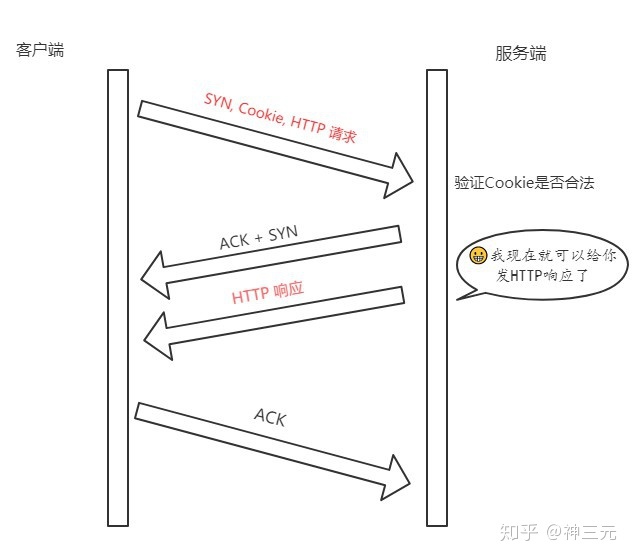 客户端
服务端
SYN, Cookie, HTTP 请求
验证Cookie是否合法
ACK + SYN
我现在就可以给你
发HTTP响应了
HTTP 响应
ACK
知乎 @神三元